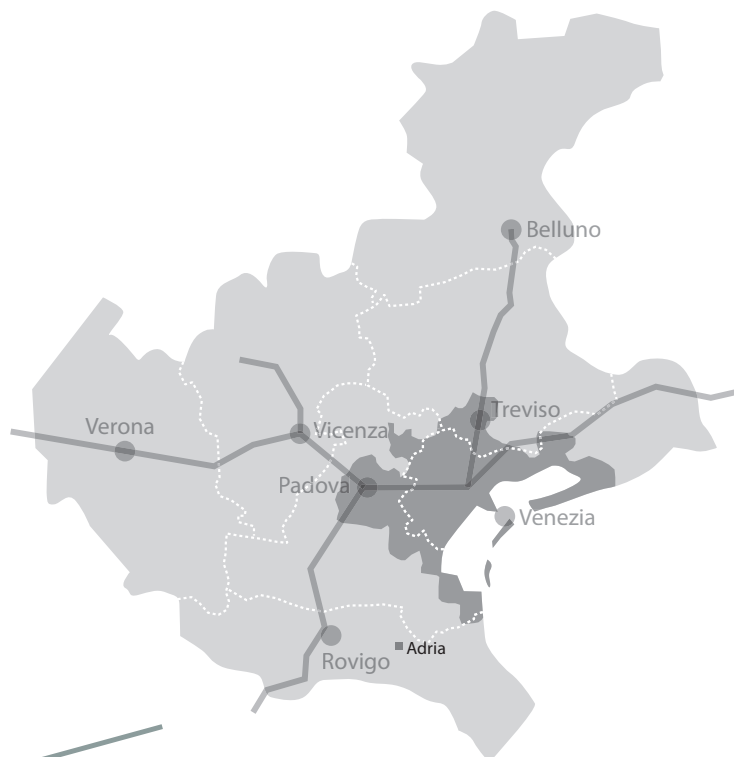 Belluno
Treviso
Verona
Vicenza
Padova
Venezia
Adria
Rovigo